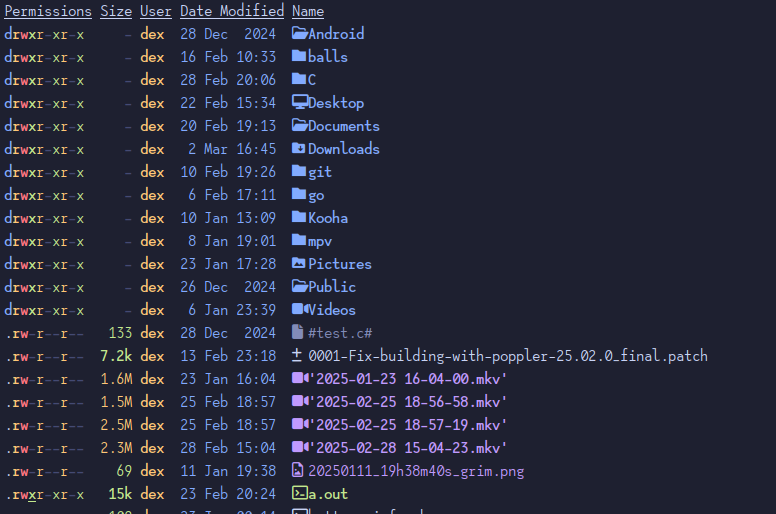 Permissions Size User Date Modified Name
drwxr-xr-x - dex 28 Dec 2024 Android
drwxr-xr-x - dex 16 Feb 10:33 balls
drwxr-xr-x - dex 28 Feb 20:06 C
drwxr-xr-x - dex 22 Feb 15:34 Desktop
drwxr-xr-x - dex 20 Feb 19:13 Documents
drwxr-xr-x - dex 2 Mar 16:45 Downloads
drwxr-xr-x - dex 10 Feb 19:26 git
drwxr-xr-x - dex 6 Feb 17:11 go
drwxr-xr-x - dex 10 Jan 13:09 Kooha
drwxr-xr-x - dex 8 Jan 19:01 mpv
drwxr-xr-x - dex 23 Jan 17:28 Pictures
drwxr-xr-x - dex 26 Dec 2024 Public
drwxr-xr-x - dex 6 Jan 23:39 Videos
.rw-r--r-- 133 dex 28 Dec 2024 #test.c#
.rw-r--r-- 7.2k dex 13 Feb 23:18 0001-Fix-building-with-poppler-25.02.0_final.patch
.rw-r--r-- 1.6M dex 23 Jan 16:04 '2025-01-23 16-04-00.mkv'
.rw-r--r-- 1.5M dex 25 Feb 18:57 '2025-02-25 18-56-58.mkv'
.rw-r--r-- 2.5M dex 25 Feb 18:57 '2025-02-25 18-57-19.mkv'
.rw-r--r-- 2.3M dex 28 Feb 15:04 '2025-02-28 15-04-23.mkv'
.rw-r--r-- 69 dex 11 Jan 19:38 20250111_19h38m40s_grim.png
.rwxr-xr-x 15k dex 23 Feb 20:24 a.out